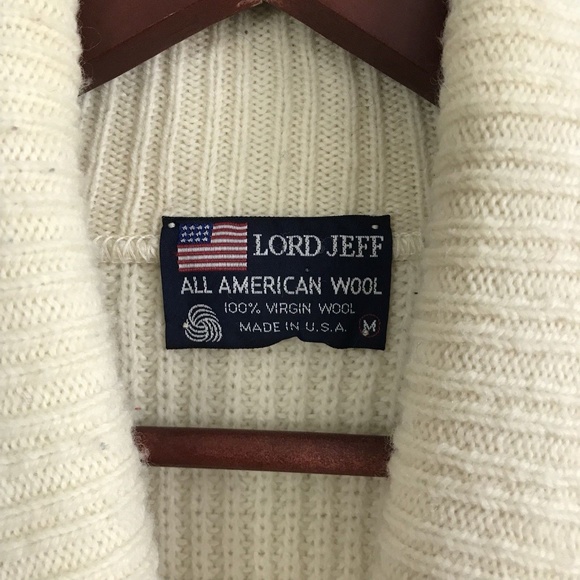 LORD JEFF
ALL AMERICAN WOOL
100% VIRGIN WOOL
MADE IN U.S.A. M